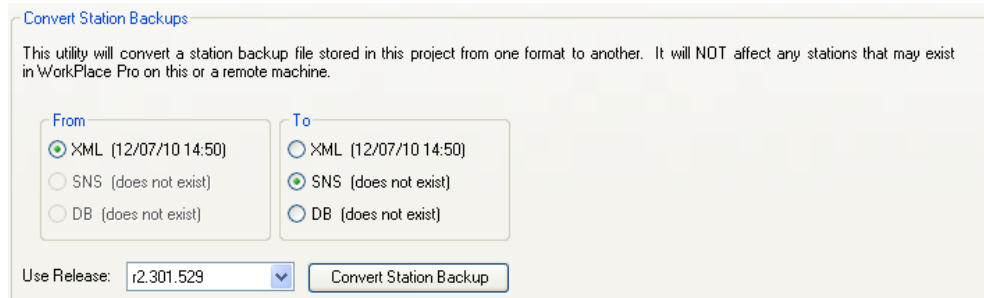 Convert Station Backups
This utility will convert a station backup file stored in this project from one format to another.  It will NOT affect any stations that may exist
in WorkPlace Pro on this or a remote machine.
From
To
XML  (12/07/10 14:50)
XML  (12/07/10 14:50)
SNS  (does not exist)
SNS  (does not exist)
DB  (does not exist)
DB  (does not exist)
Use Release:  r2.301.529  Convert Station Backup